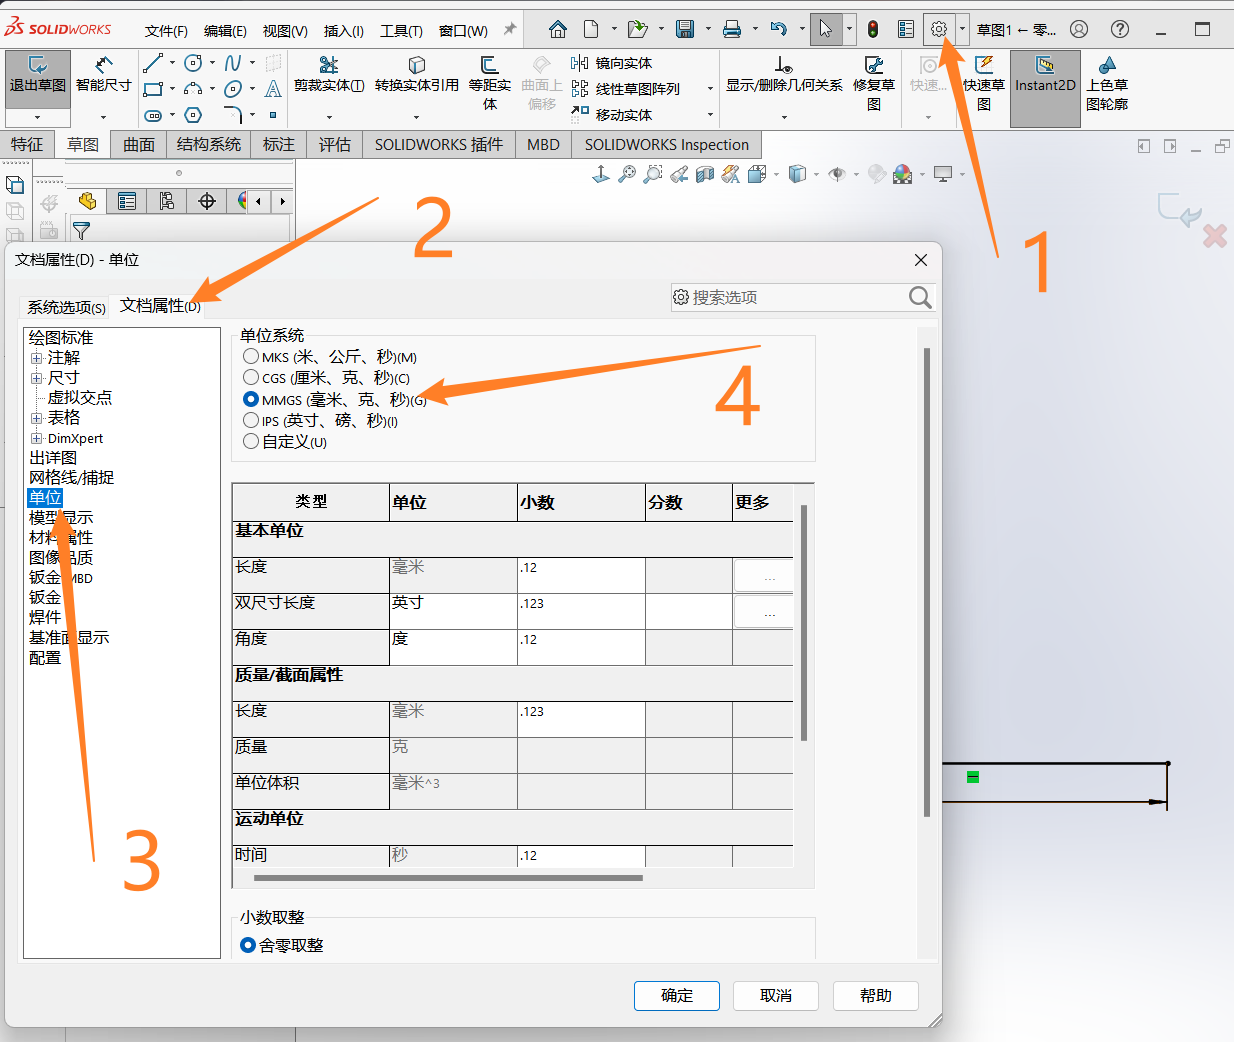 SOLIDWORKS 文件(F) 编辑(E) 视图(V) 插入(I) 工具(T) 窗口(W) 草图1 ← 零...
退出草图 智能尺寸 剪裁实体(T) 转换实体引用 等距实体 曲面上偏移 镜向实体 线性草图阵列 移动实体 显示/删除几何关系 修复草图 快速... 快速草图 Instant2D 上色草图轮廓
特征 草图 曲面 结构系统 标注 评估 SOLIDWORKS 插件 MBD SOLIDWORKS Inspection
1
2
文档属性(D) - 单位
系统选项(S) 文档属性(D)
搜索选项
绘图标准
注解
尺寸
虚拟交点
表格
DimXpert
出详图
网格线/捕捉
单位
模型显示
材料属性
图像品质
钣金 MBD
钣金
焊件
基准面显示
配置
3
单位系统
MKS (米、公斤、秒)(M)
CGS (厘米、克、秒)(C)
MMGS (毫米、克、秒)(G)
IPS (英寸、磅、秒)(I)
自定义(U)
4
类型 单位 小数 分数 更多
基本单位
长度 毫米 .12 ...
双尺寸长度 英寸 .123 ...
角度 度 .12
质量/截面属性
长度 毫米 .123
质量 克
单位体积 毫米^3
运动单位
时间 秒 .12
小数取整
舍零取整
确定 取消 帮助